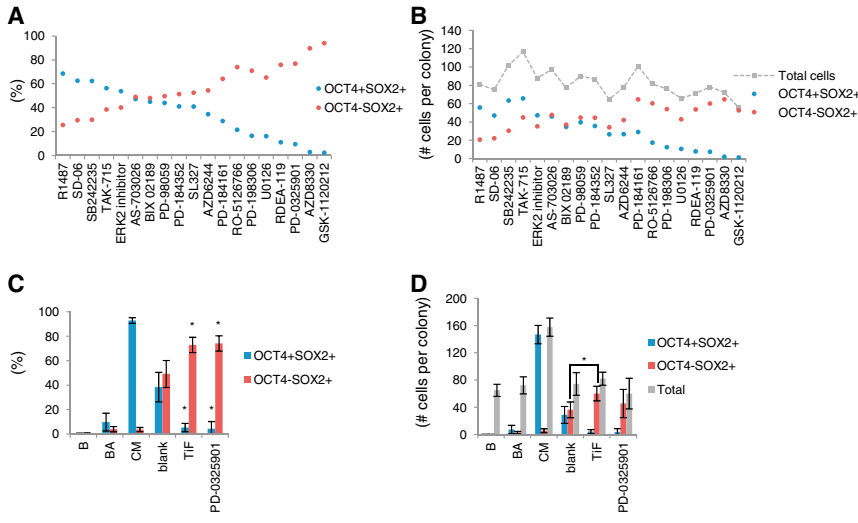 A
100
80
60
40
20
0
(%)
OCT4+SOX2+
OCT4-SOX2+
R1487
SD-06
SB242235
TAK-715
ERK2 inhibitor
AS-703026
BIX 02189
PD-98059
PD-184352
SL327
AZD6244
PD-184161
RO-5126766
PD-198306
U0126
RDEA-119
PD-0325901
AZD8330
GSK-1120212
B
140
120
100
80
60
40
20
0
(# cells per colony)
Total cells
OCT4+SOX2+
OCT4-SOX2+
R1487
SD-06
SB242235
TAK-715
ERK2 inhibitor
AS-703026
BIX 02189
PD-98059
PD-184352
SL327
AZD6244
PD-184161
RO-5126766
PD-198306
U0126
RDEA-119
PD-0325901
AZD8330
GSK-1120212
C
100
80
60
40
20
0
(%)
* *
* *
OCT4+SOX2+
OCT4-SOX2+
B
BA
CM
blank
TiF
PD-0325901
D
200
160
120
80
40
0
(# cells per colony)
*
OCT4+SOX2+
OCT4-SOX2+
Total
B
BA
CM
blank
TiF
PD-0325901